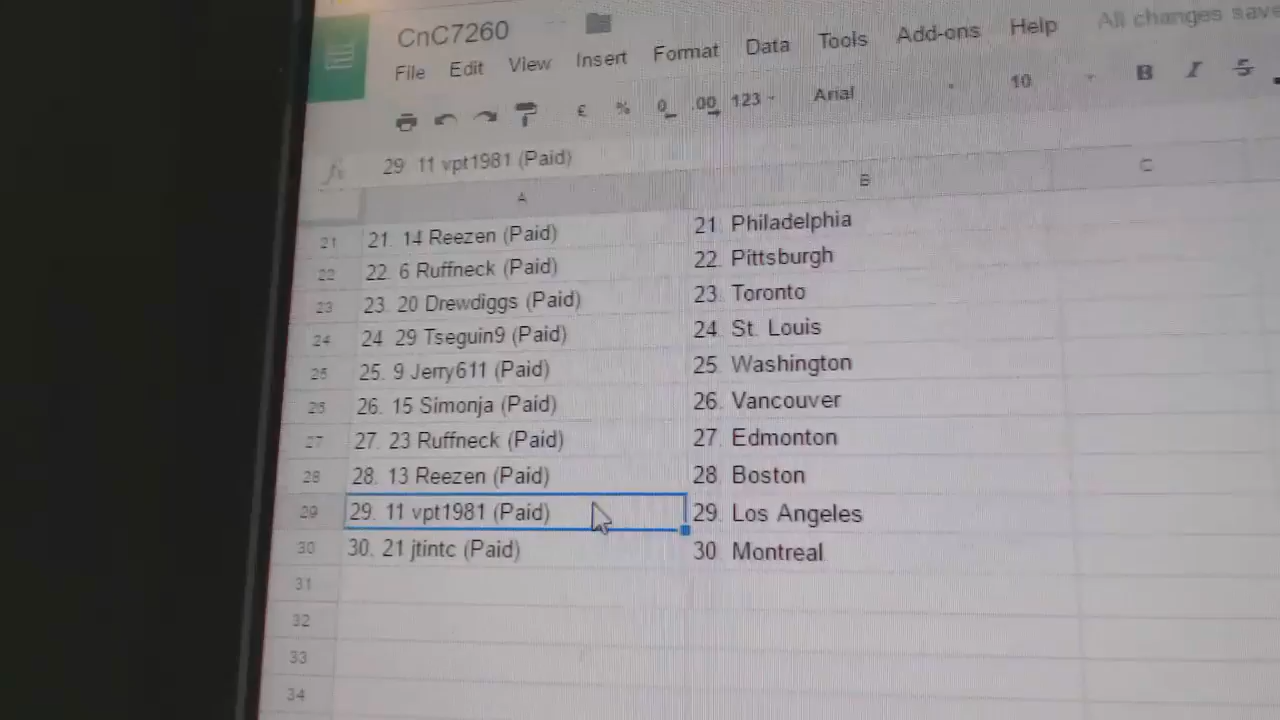 CnC7260
File Edit View Insert Format Data Tools Add-ons Help All changes save
£ % .0_ .00 123 Arial 10 B I S
fx 29. 11 vpt1981 (Paid)
A B C
21 21. 14 Reezen (Paid) 21 Philadelphia
22 22. 6 Ruffneck (Paid) 22. Pittsburgh
23 23. 20 Drewdiggs (Paid) 23. Toronto
24 24 29 Tseguin9 (Paid) 24 St. Louis
25 25. 9 Jerry611 (Paid) 25. Washington
26 26. 15 Simonja (Paid) 26. Vancouver
27 27. 23 Ruffneck (Paid) 27. Edmonton
28 28. 13 Reezen (Paid) 28 Boston
29 29. 11 vpt1981 (Paid) 29. Los Angeles
30 30. 21 jtintc (Paid) 30 Montreal
31
32
33
34